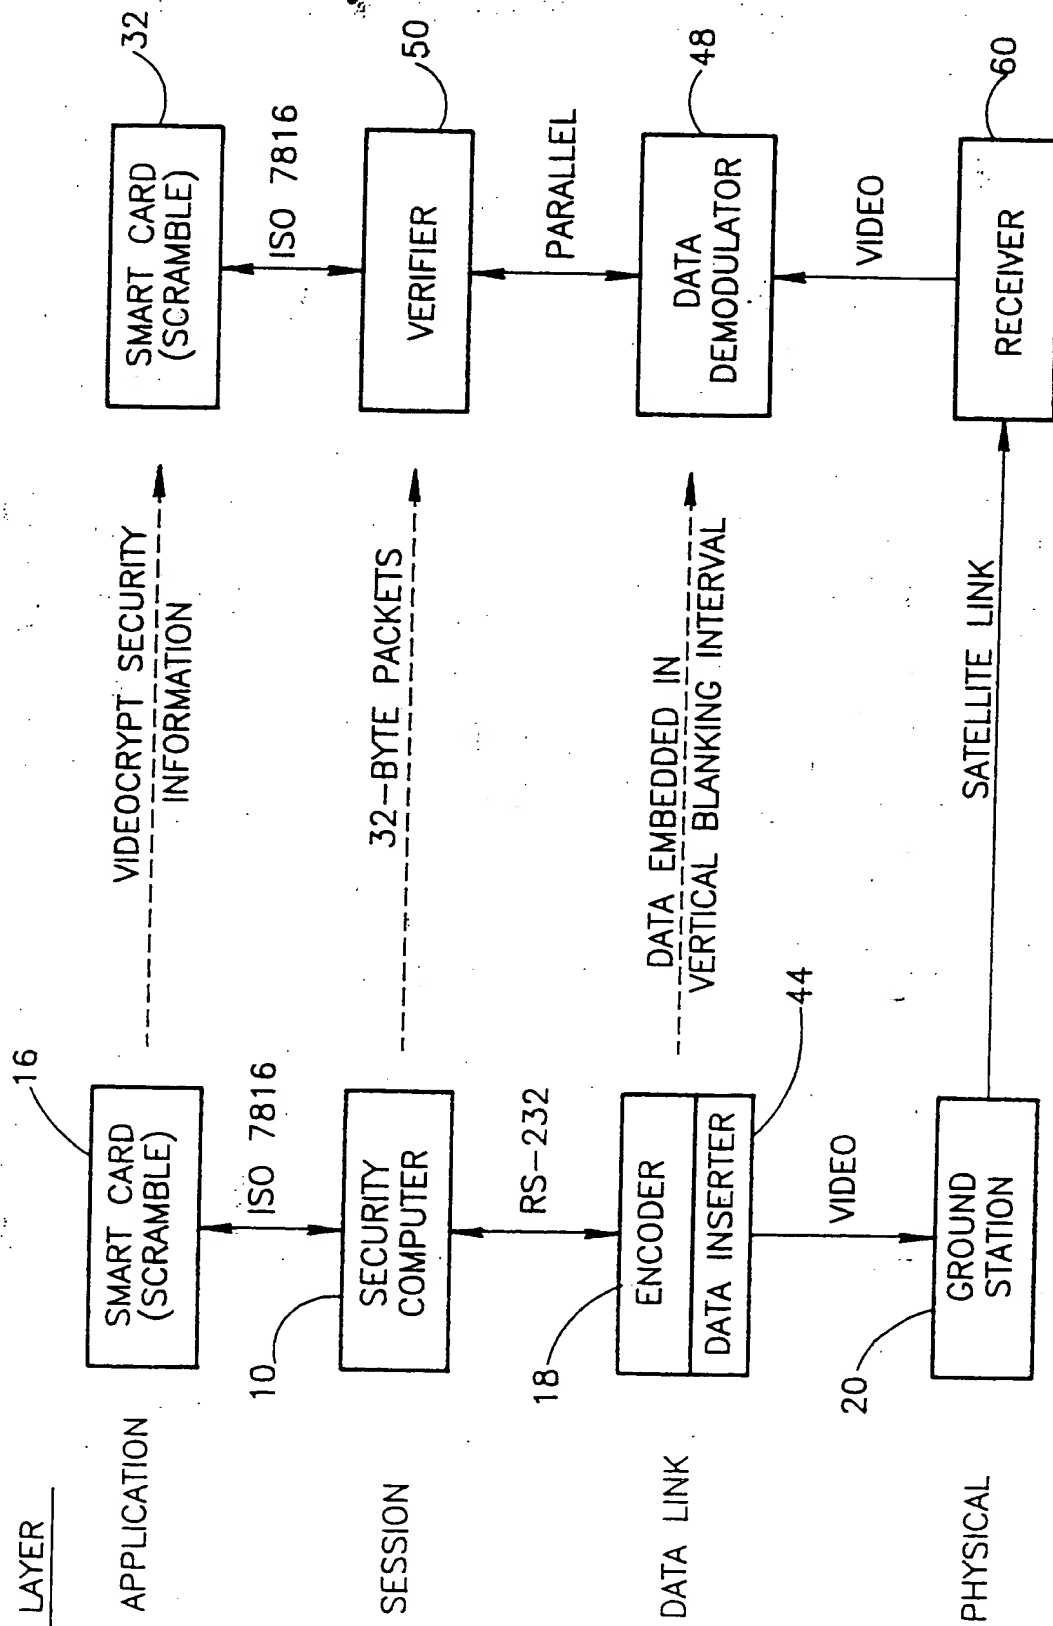 LAYER
APPLICATION
SMART CARD
(SCRAMBLE)
16
VIDEOCRYPT SECURITY
INFORMATION
SMART CARD
(SCRAMBLE)
32
ISO 7816
ISO 7816
SESSION
10
SECURITY
COMPUTER
32-BYTE PACKETS
VERIFIER
50
RS-232
PARALLEL
DATA LINK
18
ENCODER
DATA INSERTER
44
DATA EMBEDDED IN
VERTICAL BLANKING INTERVAL
DATA
DEMODULATOR
48
VIDEO
VIDEO
PHYSICAL
20
GROUND
STATION
SATELLITE LINK
RECEIVER
60